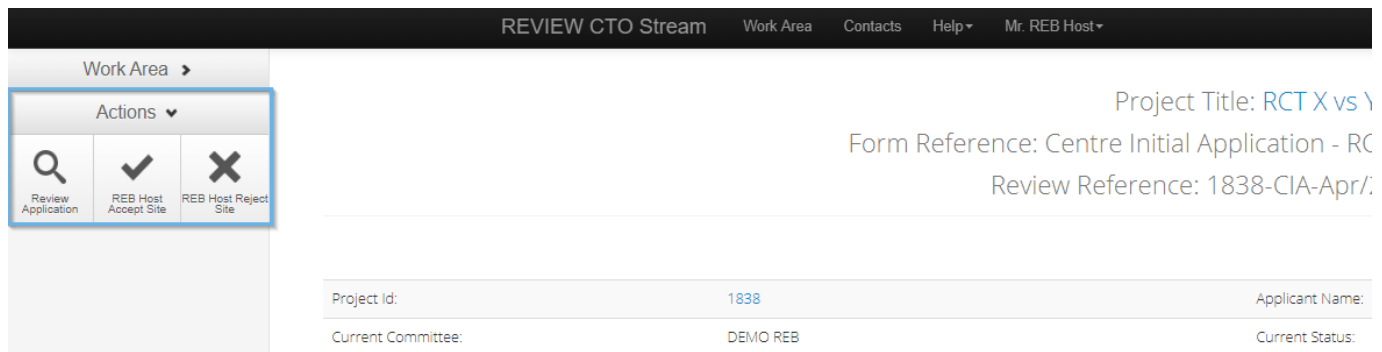 REVIEW CTO Stream Work Area Contacts Help Mr. REB Host
Work Area
Actions
Review Application
REB Host Accept Site
REB Host Reject Site
Project Title: RCT X vs
Form Reference: Centre Initial Application - RC
Review Reference: 1838-CIA-Apr/
Project Id: 1838 Applicant Name:
Current Committee: DEMO REB Current Status: